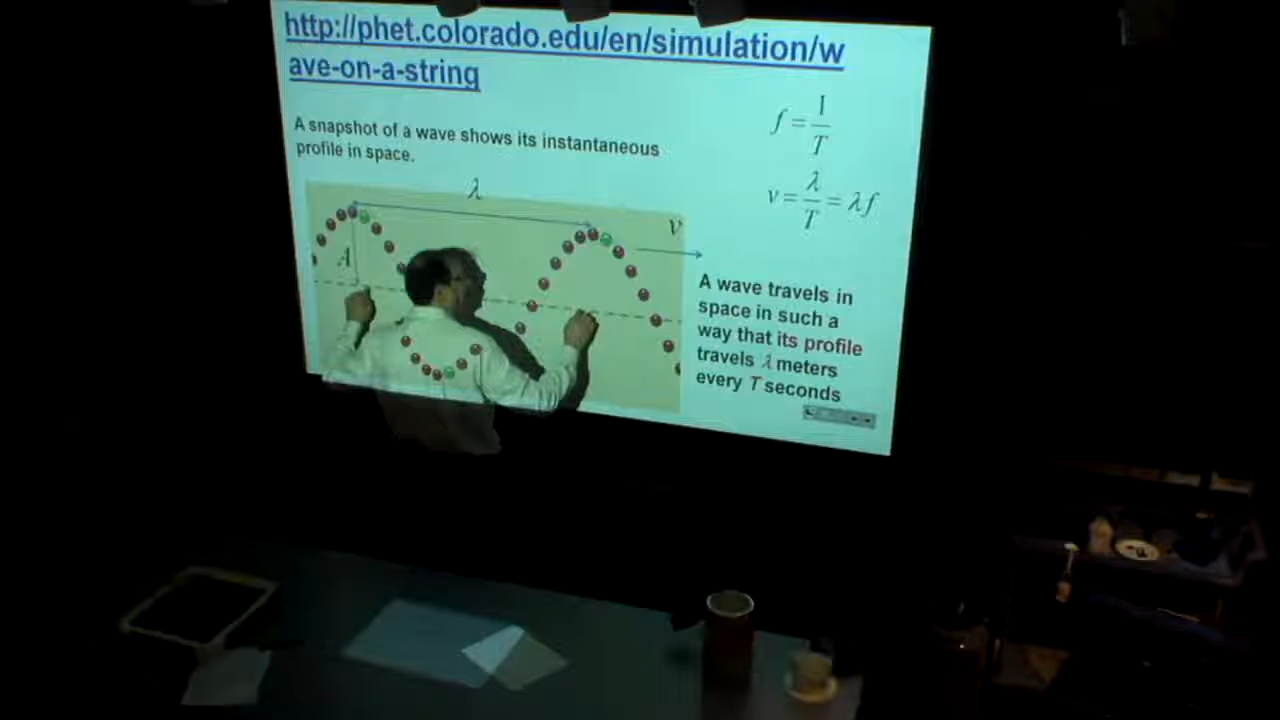 http://phet.colorado.edu/en/simulation/w
ave-on-a-string
A snapshot of a wave shows its instantaneous
profile in space.
λ
v
A
f = 1/T
v = λ/T = λf
A wave travels in
space in such a
way that its profile
travels λ meters
every T seconds